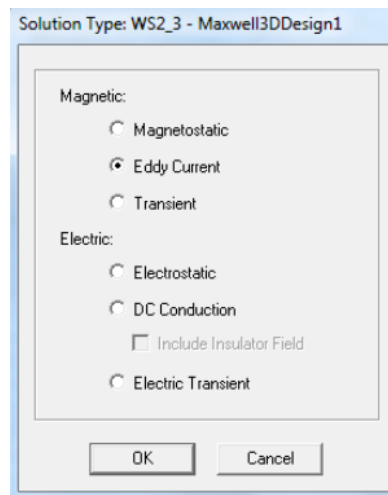 Solution Type: WS2_3 - Maxwell3DDesign1
Magnetic:
Magnetostatic
Eddy Current
Transient
Electric:
Electrostatic
DC Conduction
Include Insulator Field
Electric Transient
OK Cancel